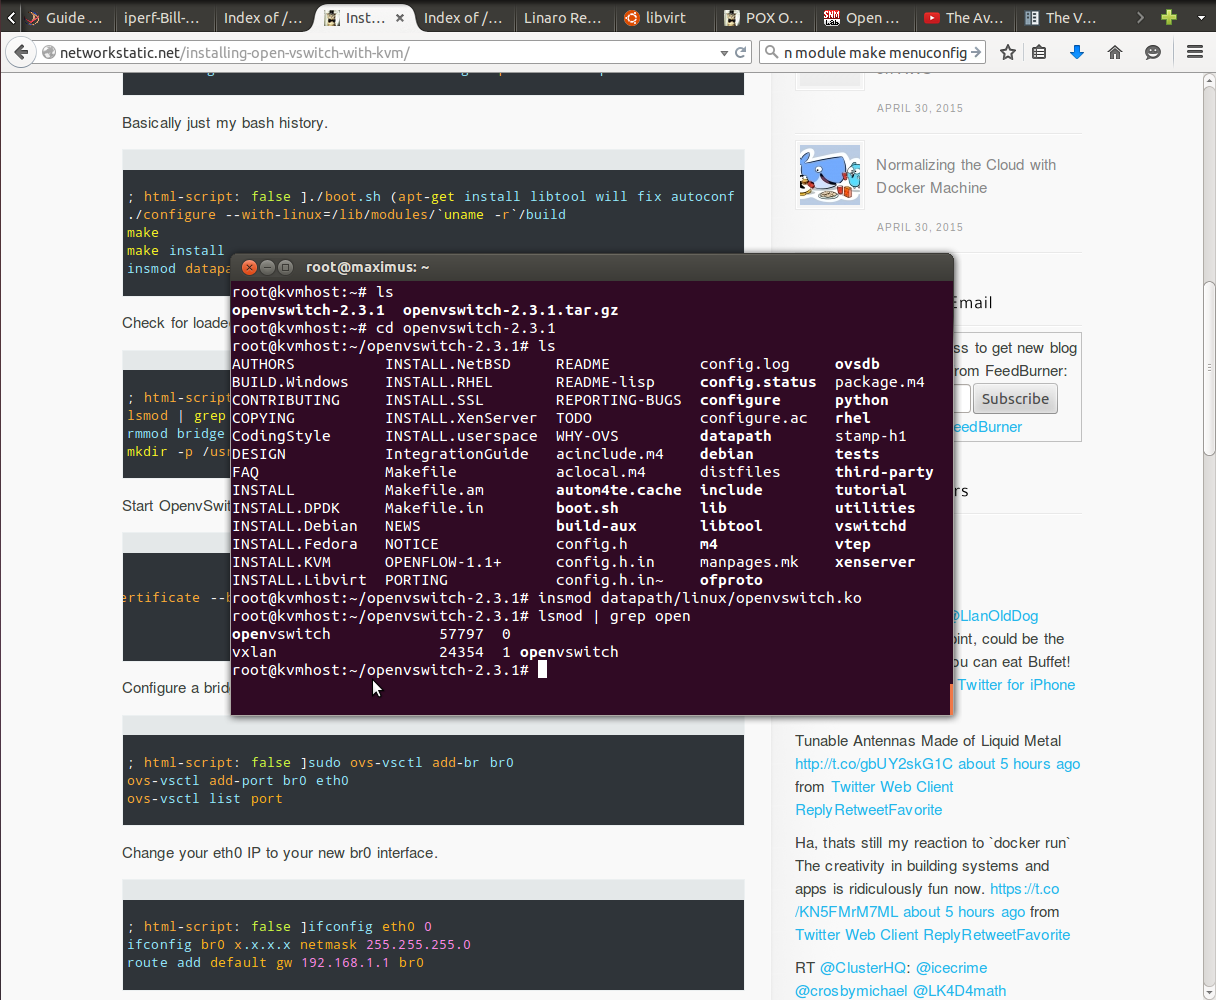 Guide ...
iperf-Bill-...
Index of /...
Inst...
Index of /...
Linaro Re...
libvirt
POX O...
Open ...
The Av...
The V...
networkstatic.net/installing-open-vswitch-with-kvm/
n module make menuconfig
Basically just my bash history.
; html-script: false ]./boot.sh (apt-get install libtool will fix autoconf
./configure --with-linux=/lib/modules/`uname -r`/build
make
make install
insmod datapa
Check for loade
; html-script
lsmod | grep
rmmod bridge
mkdir -p /usr
Start OpenvSwit
ertificate --b
Configure a brid
; html-script: false ]sudo ovs-vsctl add-br br0
ovs-vsctl add-port br0 eth0
ovs-vsctl list port
Change your eth0 IP to your new br0 interface.
; html-script: false ]ifconfig eth0 0
ifconfig br0 x.x.x.x netmask 255.255.255.0
route add default gw 192.168.1.1 br0
root@maximus: ~
root@kvmhost:~# ls
openvswitch-2.3.1  openvswitch-2.3.1.tar.gz
root@kvmhost:~# cd openvswitch-2.3.1
root@kvmhost:~/openvswitch-2.3.1# ls
AUTHORS          INSTALL.NetBSD     README          config.log     ovsdb
BUILD.Windows    INSTALL.RHEL       README-lisp     config.status  package.m4
CONTRIBUTING     INSTALL.SSL        REPORTING-BUGS  configure      python
COPYING          INSTALL.XenServer  TODO            configure.ac   rhel
CodingStyle      INSTALL.userspace  WHY-OVS         datapath       stamp-h1
DESIGN           IntegrationGuide   acinclude.m4    debian         tests
FAQ              Makefile           aclocal.m4      distfiles      third-party
INSTALL          Makefile.am        autom4te.cache  include        tutorial
INSTALL.DPDK     Makefile.in        boot.sh         lib            utilities
INSTALL.Debian   NEWS               build-aux       libtool        vswitchd
INSTALL.Fedora   NOTICE             config.h        m4             vtep
INSTALL.KVM      OPENFLOW-1.1+      config.h.in     manpages.mk    xenserver
INSTALL.Libvirt  PORTING            config.h.in~    ofproto
root@kvmhost:~/openvswitch-2.3.1# insmod datapath/linux/openvswitch.ko
root@kvmhost:~/openvswitch-2.3.1# lsmod | grep open
openvswitch            57797  0
vxlan                  24354  1 openvswitch
root@kvmhost:~/openvswitch-2.3.1#
APRIL 30, 2015
Normalizing the Cloud with
Docker Machine
APRIL 30, 2015
Email
ss to get new blog
rom FeedBurner:
Subscribe
eedBurner
rs
@LlanOldDog
oint, could be the
ou can eat Buffet!
Twitter for iPhone
Tunable Antennas Made of Liquid Metal
http://t.co/gbUY2skG1C about 5 hours ago
from Twitter Web Client
ReplyRetweetFavorite
Ha, thats still my reaction to `docker run`
The creativity in building systems and
apps is ridiculously fun now. https://t.co
/KN5FMrM7ML about 5 hours ago from
Twitter Web Client ReplyRetweetFavorite
RT @ClusterHQ: @icecrime
@crosbymichael @LK4D4math